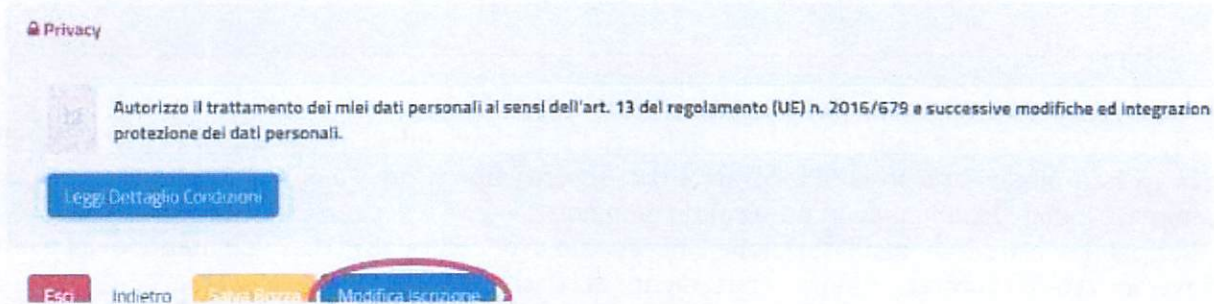 Privacy
Autorizzo il trattamento dei miei dati personali ai sensi dell'art. 13 del regolamento (UE) n. 2016/679 e successive modifiche ed integrazion
protezione dei dati personali.
Leggi Dettaglio Condizioni
Esci Indietro Salva Bozza Modifica Iscrizione